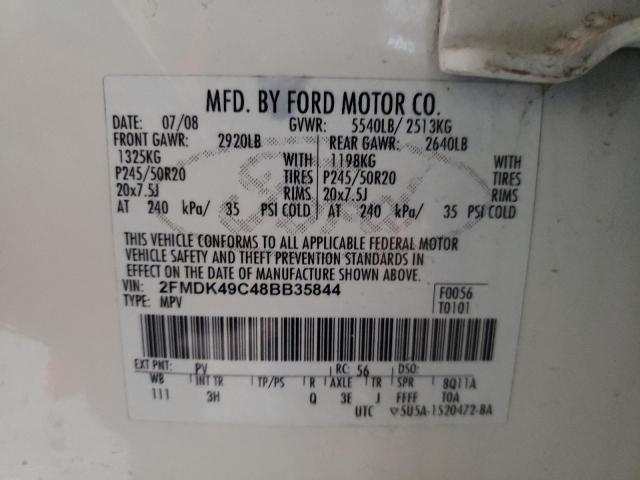 MFD. BY FORD MOTOR CO.
DATE: 07/08 GVWR: 5540LB/ 2513KG
FRONT GAWR: 2920LB REAR GAWR: 2640LB
1325KG WITH 1198KG WITH
P245/50R20 TIRES P245/50R20 TIRES
20x7.5J RIMS 20x7.5J RIMS
AT 240 kPa/ 35 PSI COLD AT 240 kPa/ 35 PSI COLD
THIS VEHICLE CONFORMS TO ALL APPLICABLE FEDERAL MOTOR
VEHICLE SAFETY AND THEFT PREVENTION STANDARDS IN
EFFECT ON THE DATE OF MANUFACTURE SHOWN ABOVE.
VIN: 2FMDK49C48BB35844 F0056
TYPE: MPV T0101
EXT PNT: PV RC: 56 DSO:
WB INT TR TP/PS R AXLE TR SPR 8Q11A
111 3H Q 3E J FFFF TOA
UTC ▽5U5A-1520472-BA